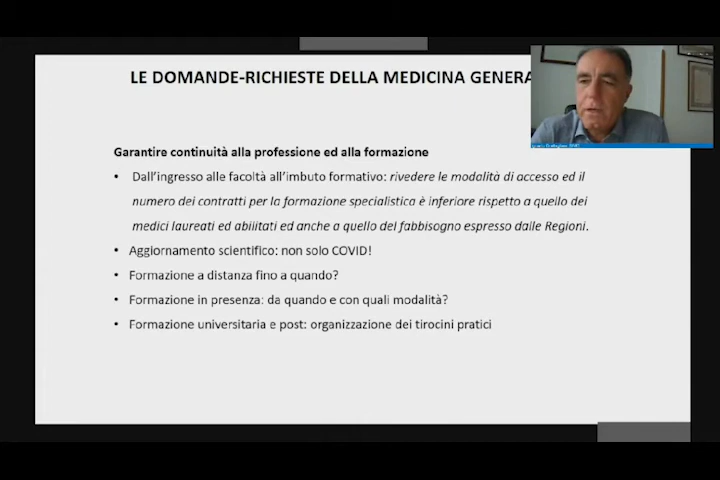 LE DOMANDE-RICHIESTE DELLA MEDICINA GENERA
Garantire continuità alla professione ed alla formazione
• Dall'ingresso alle facoltà all'imbuto formativo: rivedere le modalità di accesso ed il
numero dei contratti per la formazione specialistica è inferiore rispetto a quello dei
medici laureati ed abilitati ed anche a quello del fabbisogno espresso dalle Regioni.
• Aggiornamento scientifico: non solo COVID!
• Formazione a distanza fino a quando?
• Formazione in presenza: da quando e con quali modalità?
• Formazione universitaria e post: organizzazione dei tirocini pratici